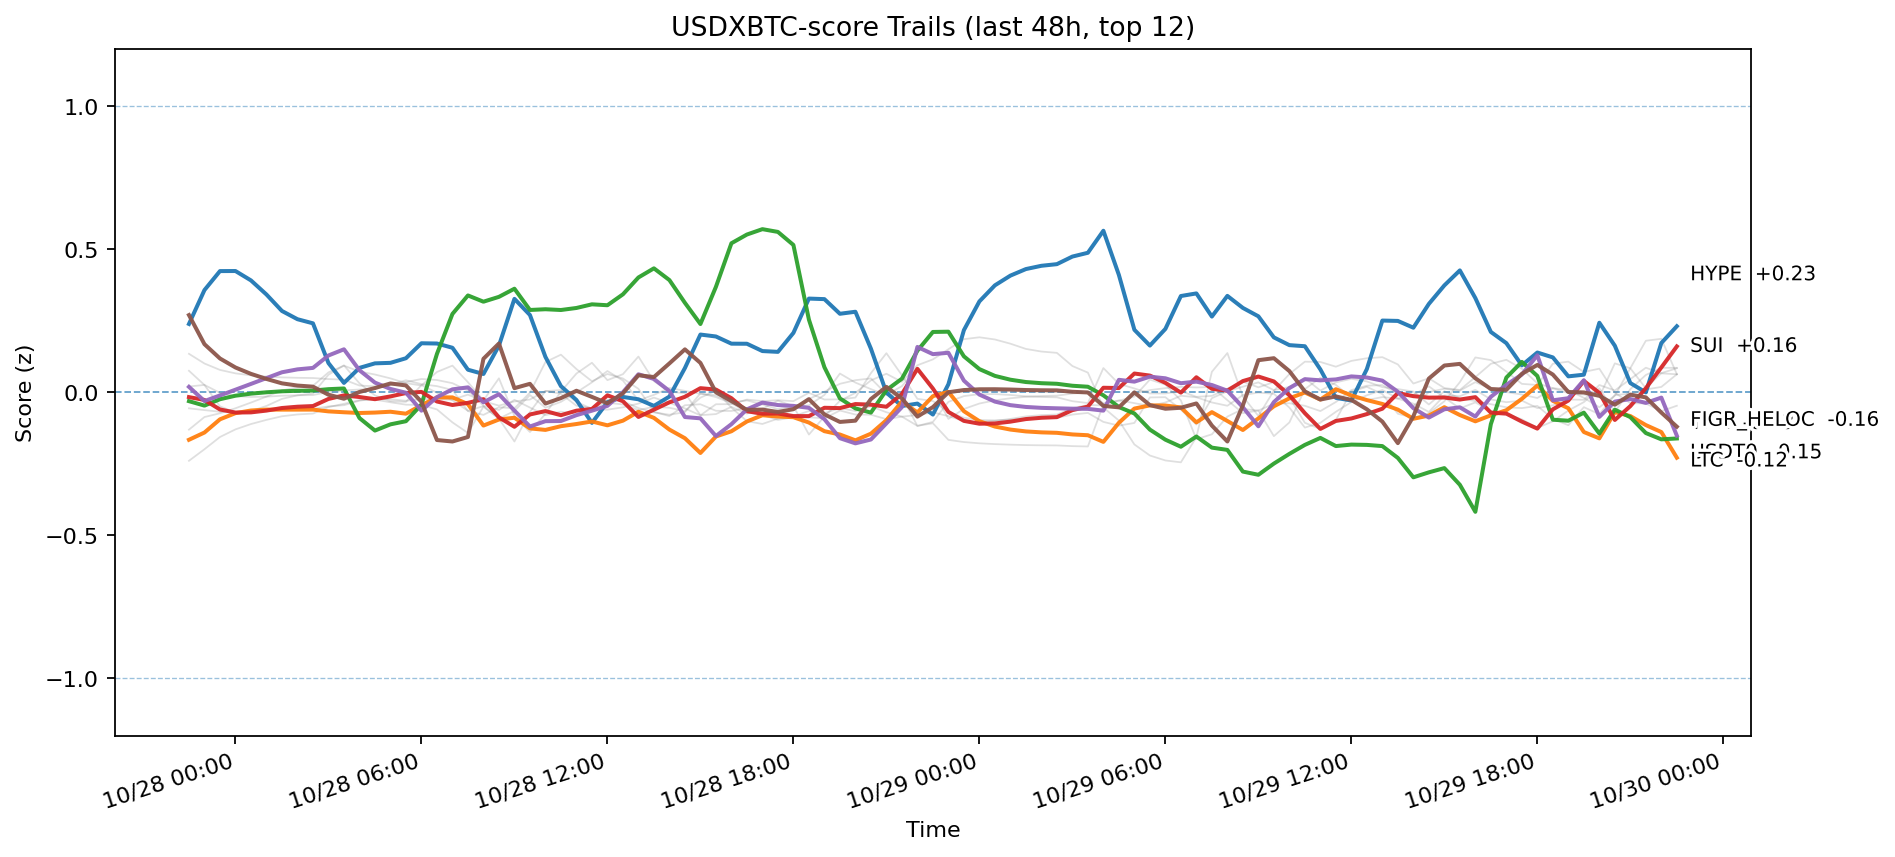 USDXBTC-score Trails (last 48h, top 12)
Score (z)
1.0
0.5
0.0
−0.5
−1.0
HYPE +0.23
SUI +0.16
FIGR_HELOC -0.16
LTC -0.12
10/28 00:00
10/28 06:00
10/28 12:00
10/28 18:00
10/29 00:00
10/29 06:00
10/29 12:00
10/29 18:00
10/30 00:00
Time